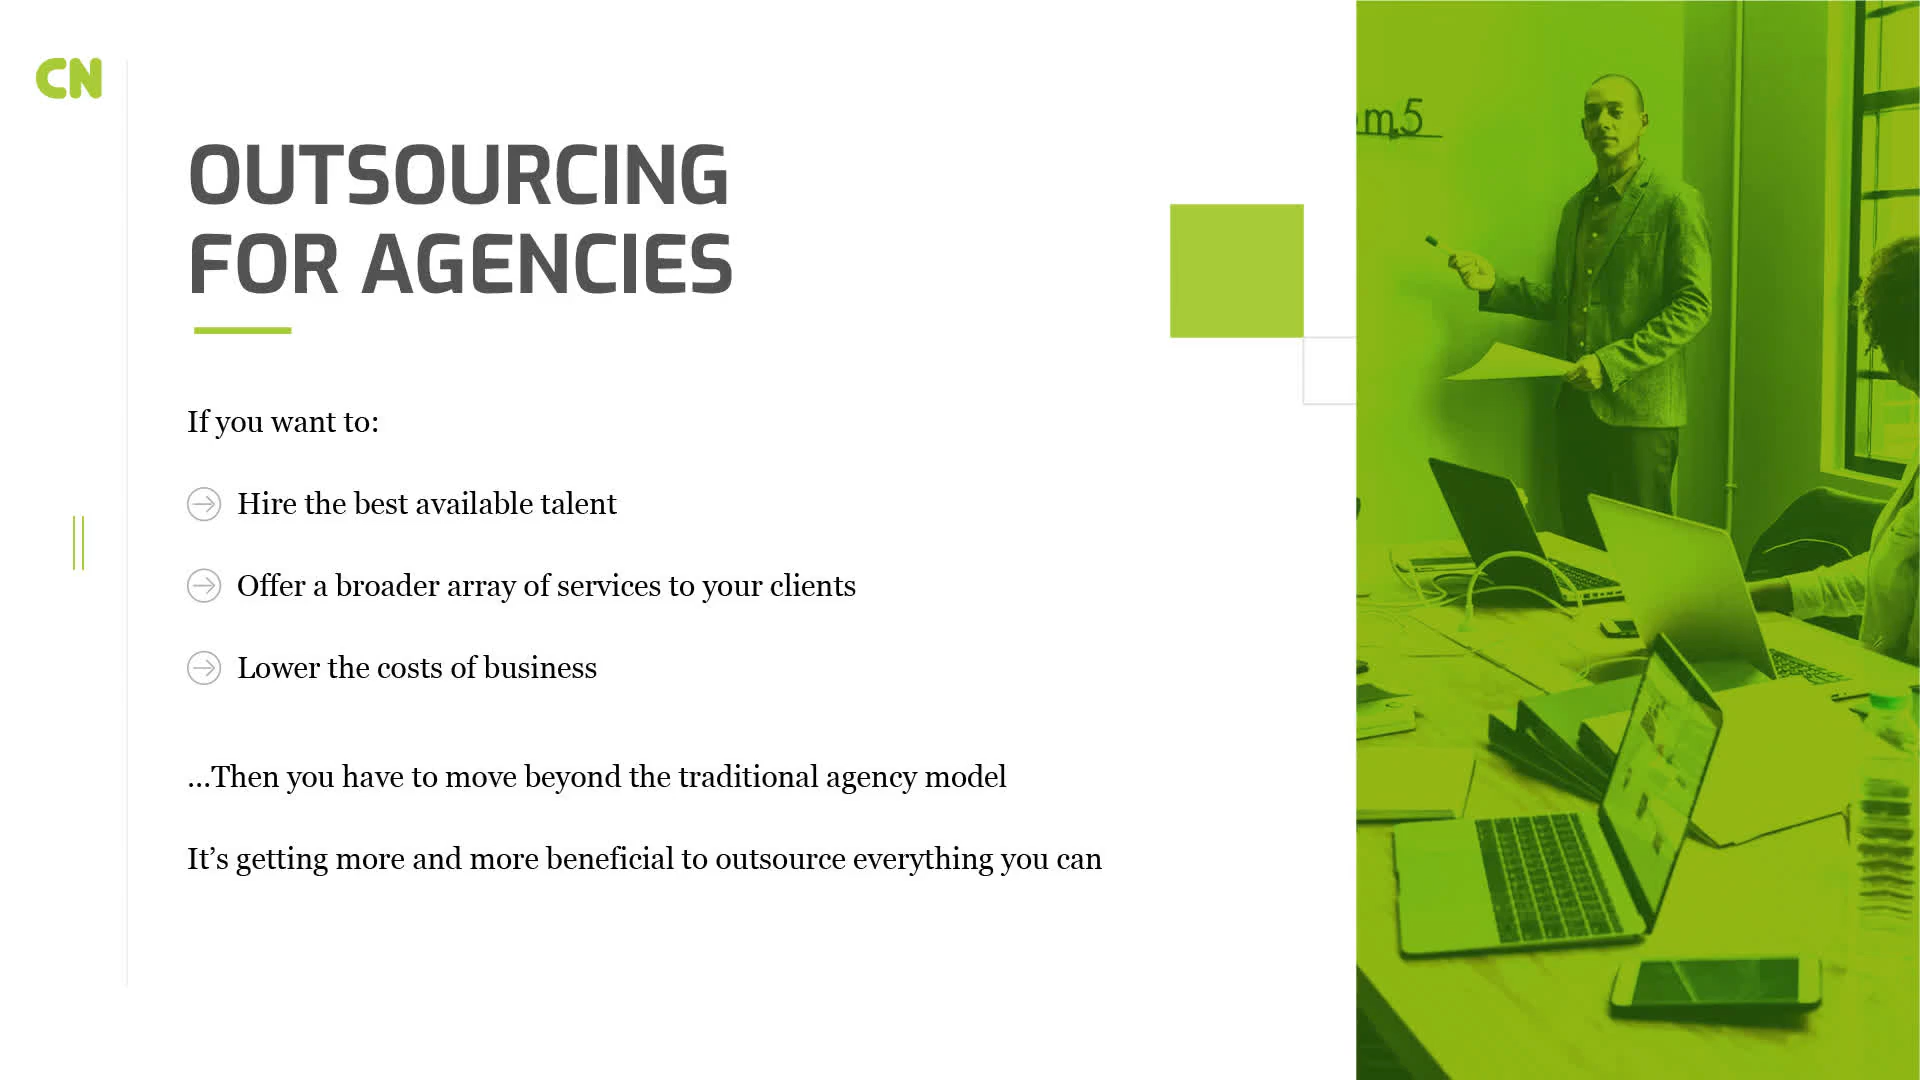 CN
OUTSOURCING
FOR AGENCIES
If you want to:
Hire the best available talent
Offer a broader array of services to your clients
Lower the costs of business
...Then you have to move beyond the traditional agency model
It’s getting more and more beneficial to outsource everything you can
m,5